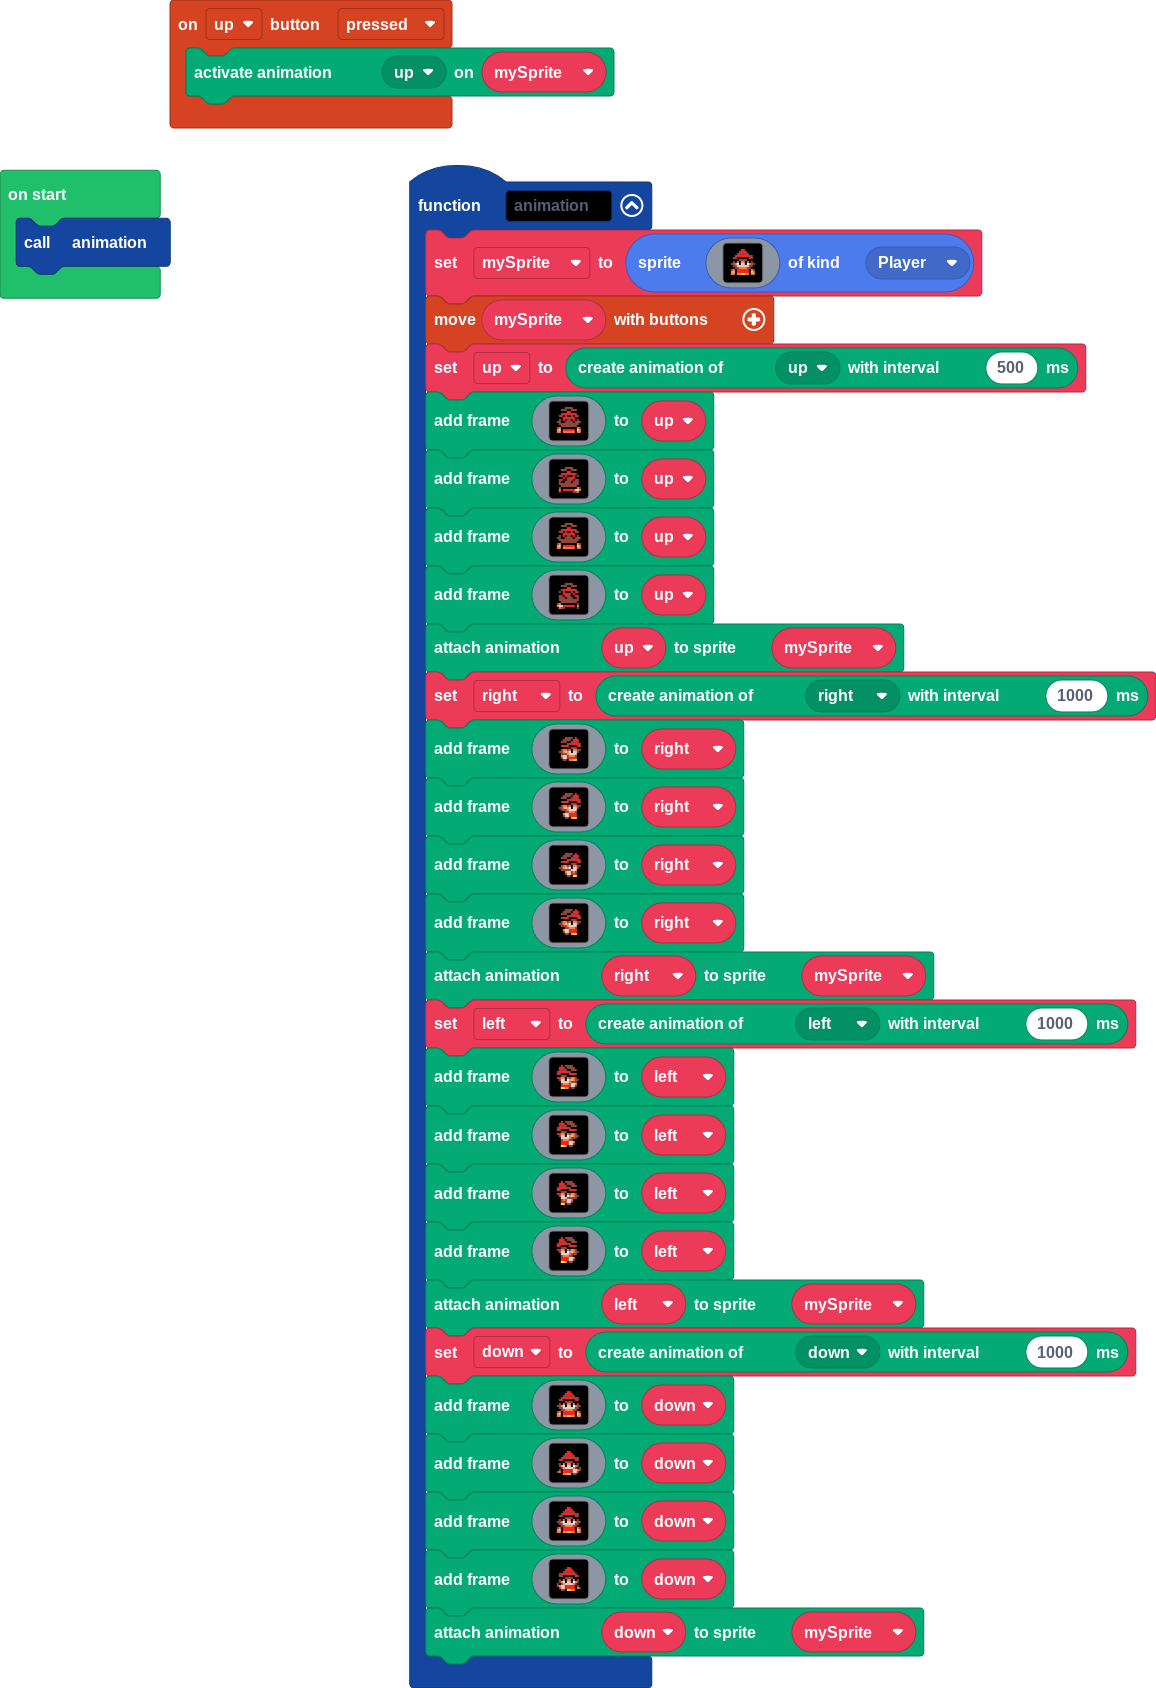 on up button pressed
activate animation up on mySprite
on start
call animation
function animation
set mySprite to sprite of kind Player
move mySprite with buttons
set up to create animation of up with interval 500 ms
add frame to up
add frame to up
add frame to up
add frame to up
attach animation up to sprite mySprite
set right to create animation of right with interval 1000 ms
add frame to right
add frame to right
add frame to right
add frame to right
attach animation right to sprite mySprite
set left to create animation of left with interval 1000 ms
add frame to left
add frame to left
add frame to left
add frame to left
attach animation left to sprite mySprite
set down to create animation of down with interval 1000 ms
add frame to down
add frame to down
add frame to down
add frame to down
attach animation down to sprite mySprite